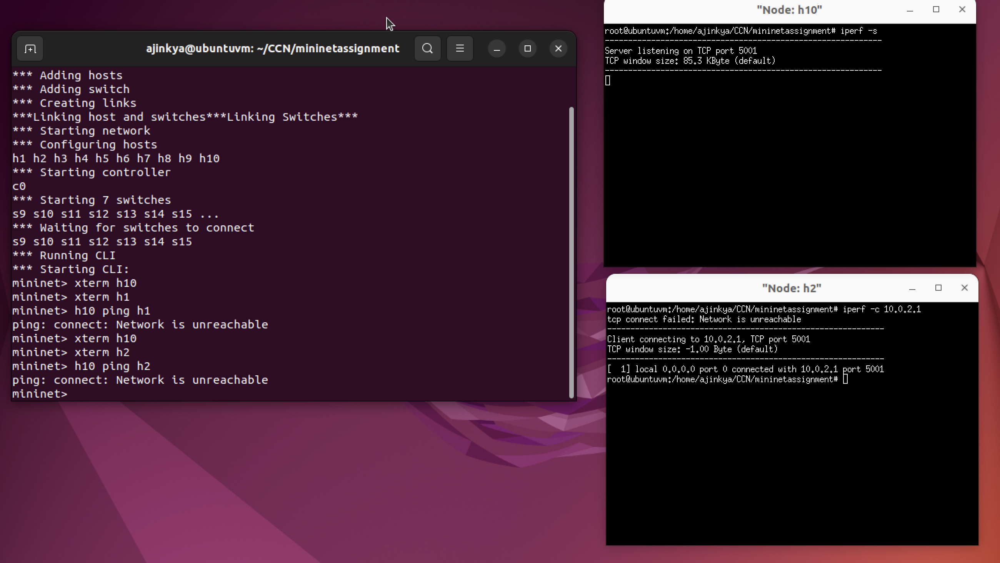 ajinkya@ubuntuvm: ~/CCN/mininetassignment
*** Adding hosts
*** Adding switch
*** Creating links
***Linking host and switches***Linking Switches***
*** Starting network
*** Configuring hosts
h1 h2 h3 h4 h5 h6 h7 h8 h9 h10
*** Starting controller
c0
*** Starting 7 switches
s9 s10 s11 s12 s13 s14 s15 ...
*** Waiting for switches to connect
s9 s10 s11 s12 s13 s14 s15
*** Running CLI
*** Starting CLI:
mininet> xterm h10
mininet> xterm h1
mininet> h10 ping h1
ping: connect: Network is unreachable
mininet> xterm h10
mininet> xterm h2
mininet> h10 ping h2
ping: connect: Network is unreachable
mininet>
"Node: h10"
root@ubuntuvm:/home/ajinkya/CCN/mininetassignment# iperf -s
------------------------------------------------------------
Server listening on TCP port 5001
TCP window size: 85.3 KByte (default)
------------------------------------------------------------
"Node: h2"
root@ubuntuvm:/home/ajinkya/CCN/mininetassignment# iperf -c 10.0.2.1
tcp connect failed: Network is unreachable
------------------------------------------------------------
Client connecting to 10.0.2.1, TCP port 5001
TCP window size: -1.00 Byte (default)
------------------------------------------------------------
[  1] local 0.0.0.0 port 0 connected with 10.0.2.1 port 5001
root@ubuntuvm:/home/ajinkya/CCN/mininetassignment#